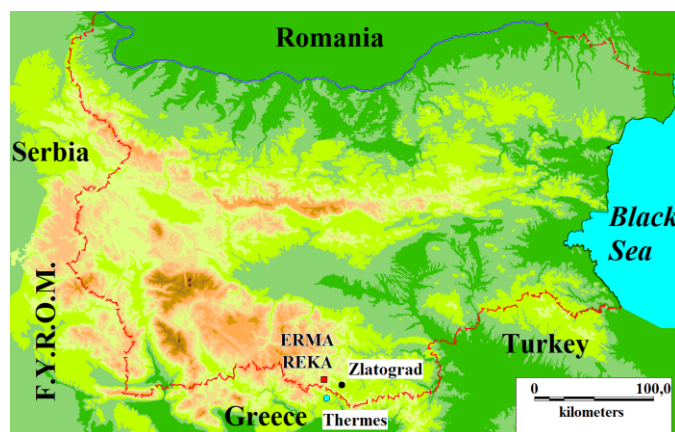 Romania
Serbia
Black
Sea
F.Y.R.O.M.
ERMA
REKA
Zlatograd
Turkey
Thermes
Greece
0 100,0
kilometers